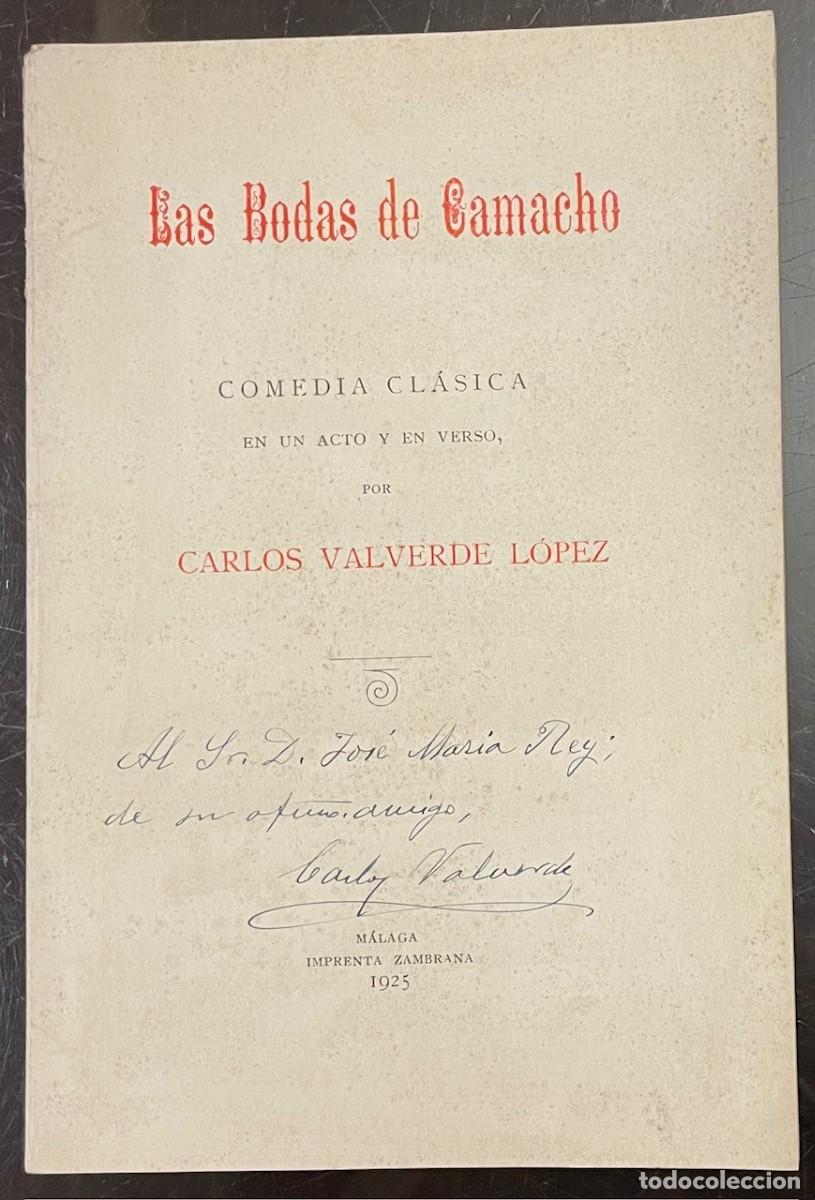 Las Bodas de Camacho
COMEDIA CLÁSICA
EN UN ACTO Y EN VERSO,
POR
CARLOS VALVERDE LÓPEZ
Al Sr. D. José María Rey;
de su afmo. amigo,
Carlos Valverde
MÁLAGA
IMPRENTA ZAMBRANA
1925
todocoleccion